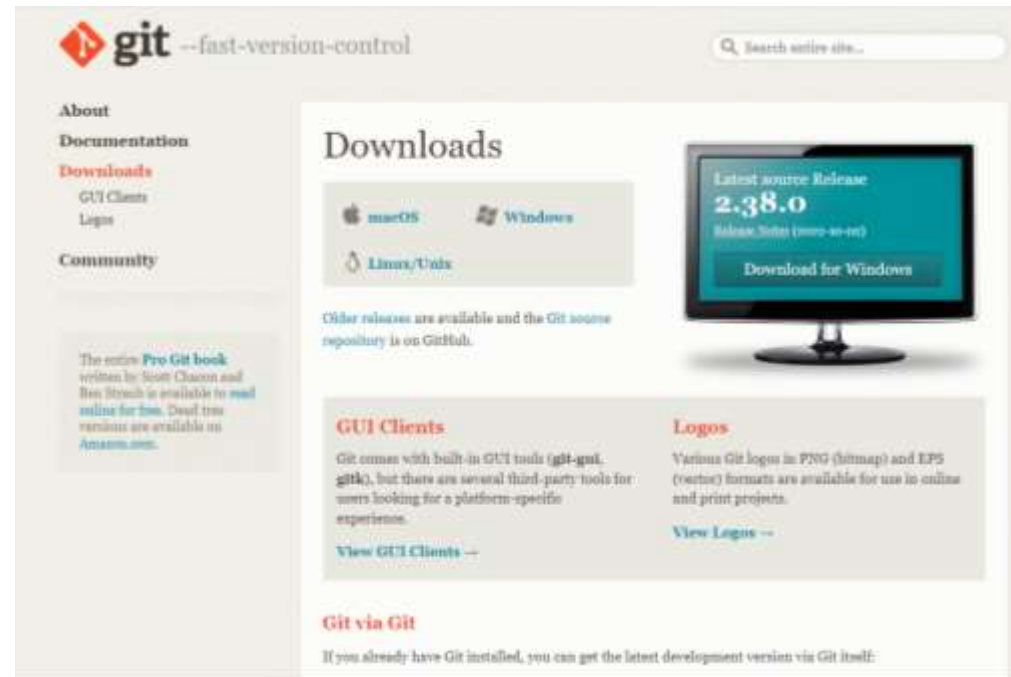 git --fast-version-control
Search entire site...
About
Documentation
Downloads
GUI Clients
Logos
Community
The entire Pro Git book
written by Scott Chacon and
Ben Straub is available to read
online for free. Dead tree
versions are available on
Amazon.com.
Downloads
macOS
Windows
Linux/Unix
Older releases are available and the Git source
repository is on GitHub.
Latest source Release
2.38.0
Release Notes (2022-10-02)
Download for Windows
GUI Clients
Git comes with built-in GUI tools (git-gui,
gitk), but there are several third-party tools for
users looking for a platform-specific
experience.
View GUI Clients →
Logos
Various Git logos in PNG (bitmap) and EPS
(vector) formats are available for use in online
and print projects.
View Logos →
Git via Git
If you already have Git installed, you can get the latest development version via Git itself: